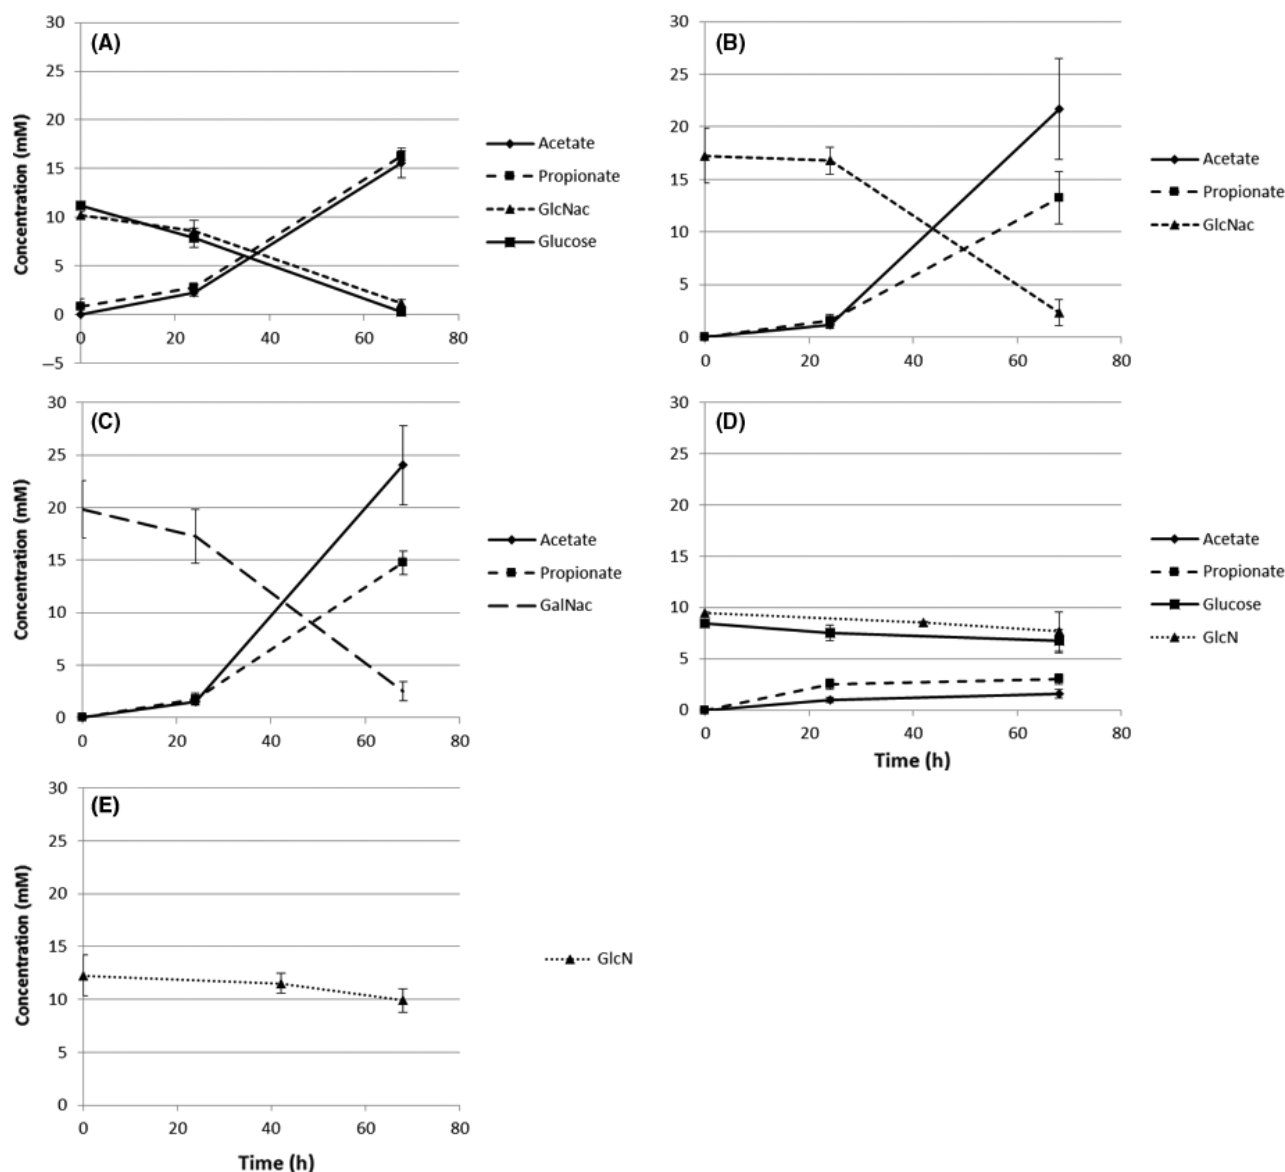 (A)
Concentration (mM)
30
25
20
15
10
5
0
−5
0 20 40 60 80
Acetate
Propionate
GlcNac
Glucose
(B)
30
25
20
15
10
5
0
0 20 40 60 80
Acetate
Propionate
GlcNac
(C)
Concentration (mM)
30
25
20
15
10
5
0
0 20 40 60 80
Acetate
Propionate
GalNac
(D)
30
25
20
15
10
5
0
0 20 40 60 80
Time (h)
Acetate
Propionate
Glucose
GlcN
(E)
Concentration (mM)
30
25
20
15
10
5
0
0 20 40 60 80
Time (h)
GlcN